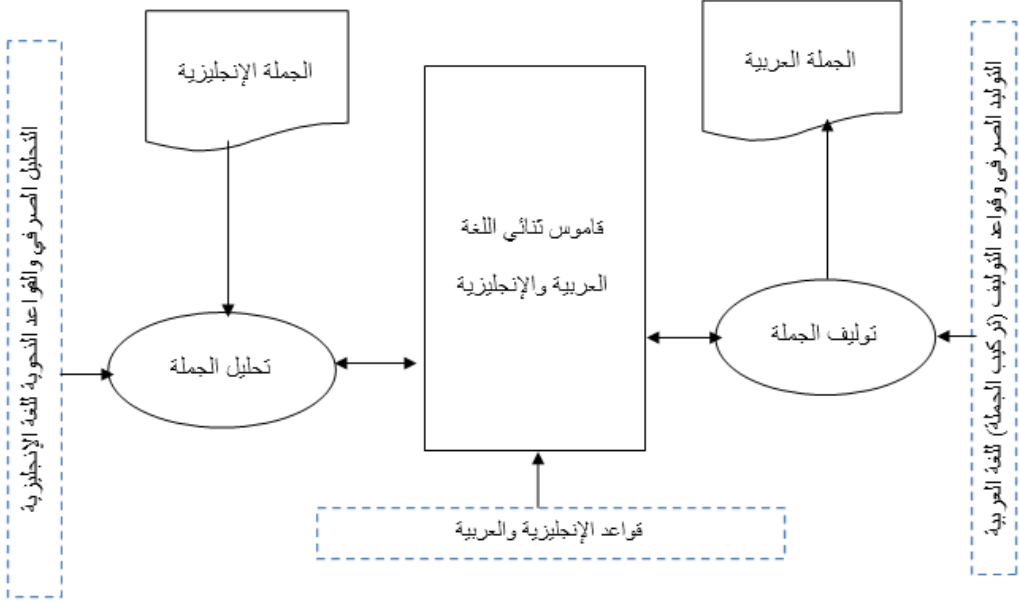 الجملة العربية
الجملة الإنجليزية
التوليد الصرفي وقواعد التوليف (تركيب الجملة) للغة العربية
قاموس ثنائي اللغة
العربية والإنجليزية
التحليل الصرفي والقواعد النحوية للغة الإنجليزية
توليف الجملة
تحليل الجملة
قواعد الإنجليزية والعربية